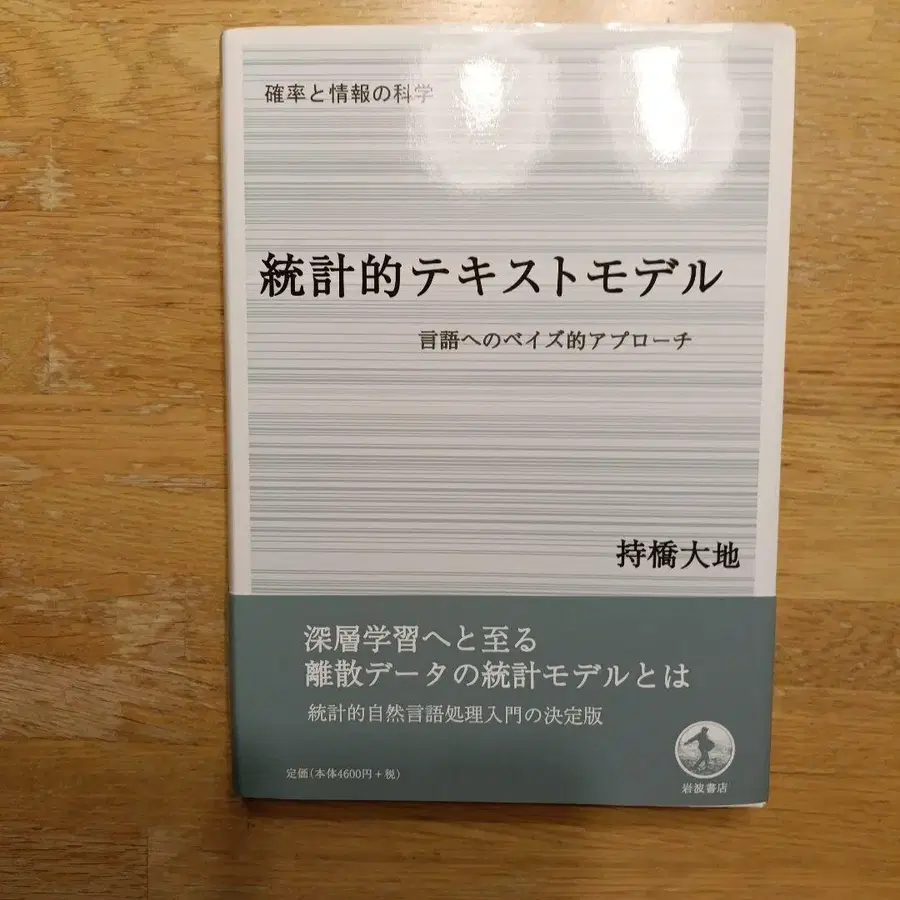 確率と情報の科学
統計的テキストモデル
言語へのベイズ的アプローチ
持橋大地
深層学習へと至る
離散データの統計モデルとは
統計的自然言語処理入門の決定版
定価(本体4600円+税)
岩波書店